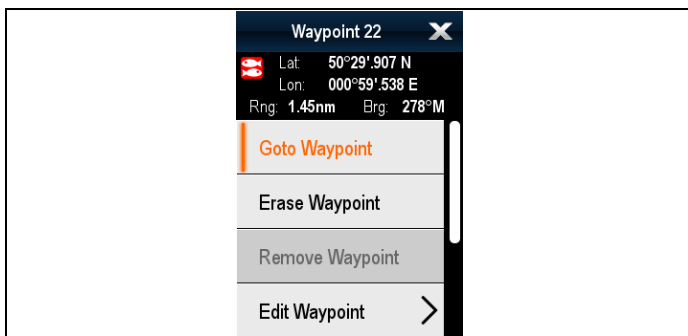 Waypoint 22
Lat: 50°29'.907 N
Lon: 000°59'.538 E
Rng: 1.45nm Brg: 278°M
Goto Waypoint
Erase Waypoint
Remove Waypoint
Edit Waypoint